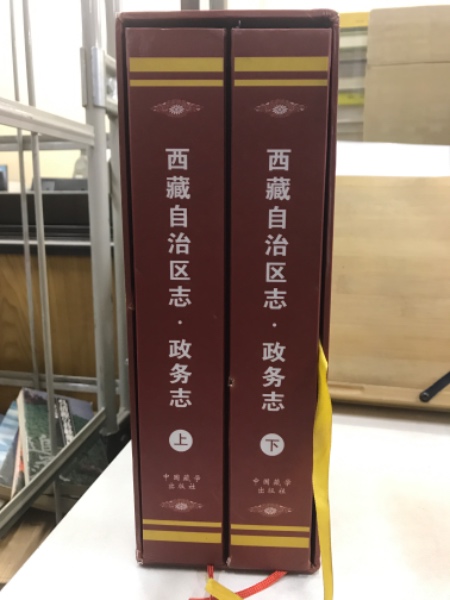 西藏自治区志·政务志
上
中国藏学
出版社
西藏自治区志·政务志
下
中国藏学
出版社